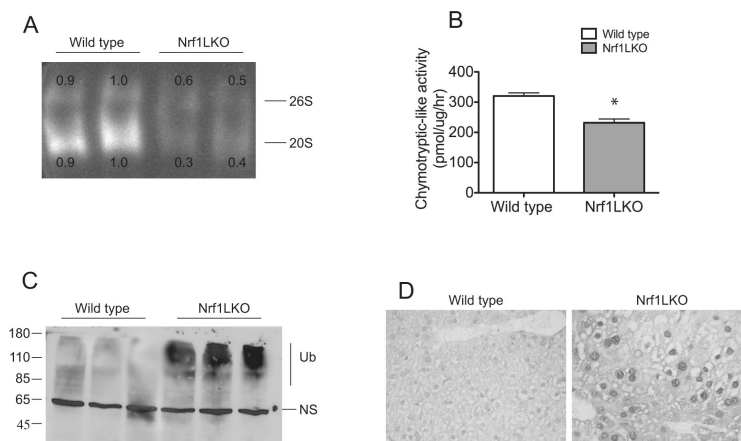 A
Wild type
Nrf1LKO
0.9 1.0 0.6 0.5
26S
20S
0.9 1.0 0.3 0.4
B
Wild type
Nrf1LKO
Chymotryptic-like activity
(pmol/ug/hr)
400
300
200
100
0
*
Wild type
Nrf1LKO
C
Wild type
Nrf1LKO
180
110
85
65
45
Ub
NS
D
Wild type
Nrf1LKO